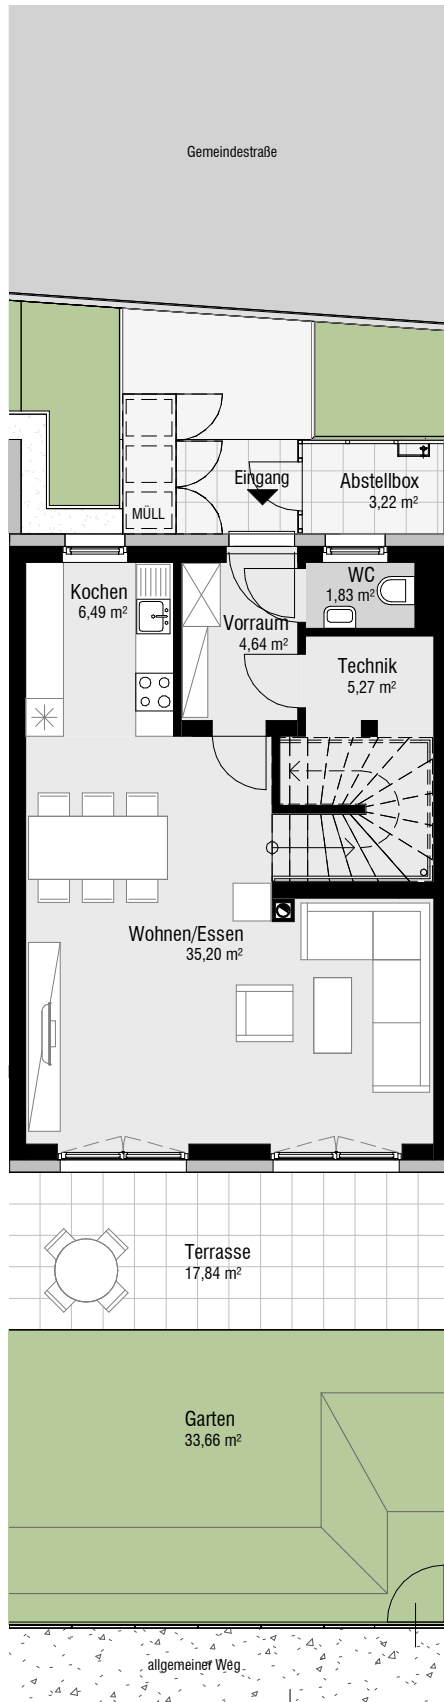 Gemeindestraße
Eingang
Abstellbox
3,22 m²
MÜLL
Kochen
6,49 m²
WC
1,83 m²
Vorraum
4,64 m²
Technik
5,27 m²
Wohnen/Essen
35,20 m²
Terrasse
17,84 m²
Garten
33,66 m²
allgemeiner Weg